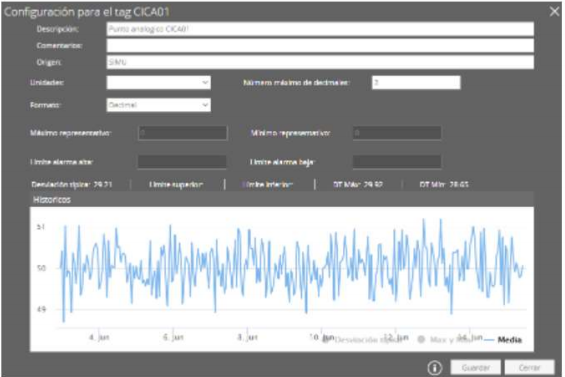 Configuración para el tag CICA01
Descripción: Punto analogico CICA01
Comentarios:
Origen: SIMU
Unidades: Número máximo de decimales: 2
Formato: Decimal
Máximo representativo: 0 Mínimo representativo: 0
Límite alarma alta: Límite alarma baja:
Desviación típica: 29.21 Límite superior: Límite inferior: DT Máx: 29.92 DT Mín: 28.65
Históricos
51
50
49
4. Jun 6. Jun 8. Jun 10. Jun 12. Jun 14. Jun
Desviación típica Max y Min Media
Guardar Cerrar